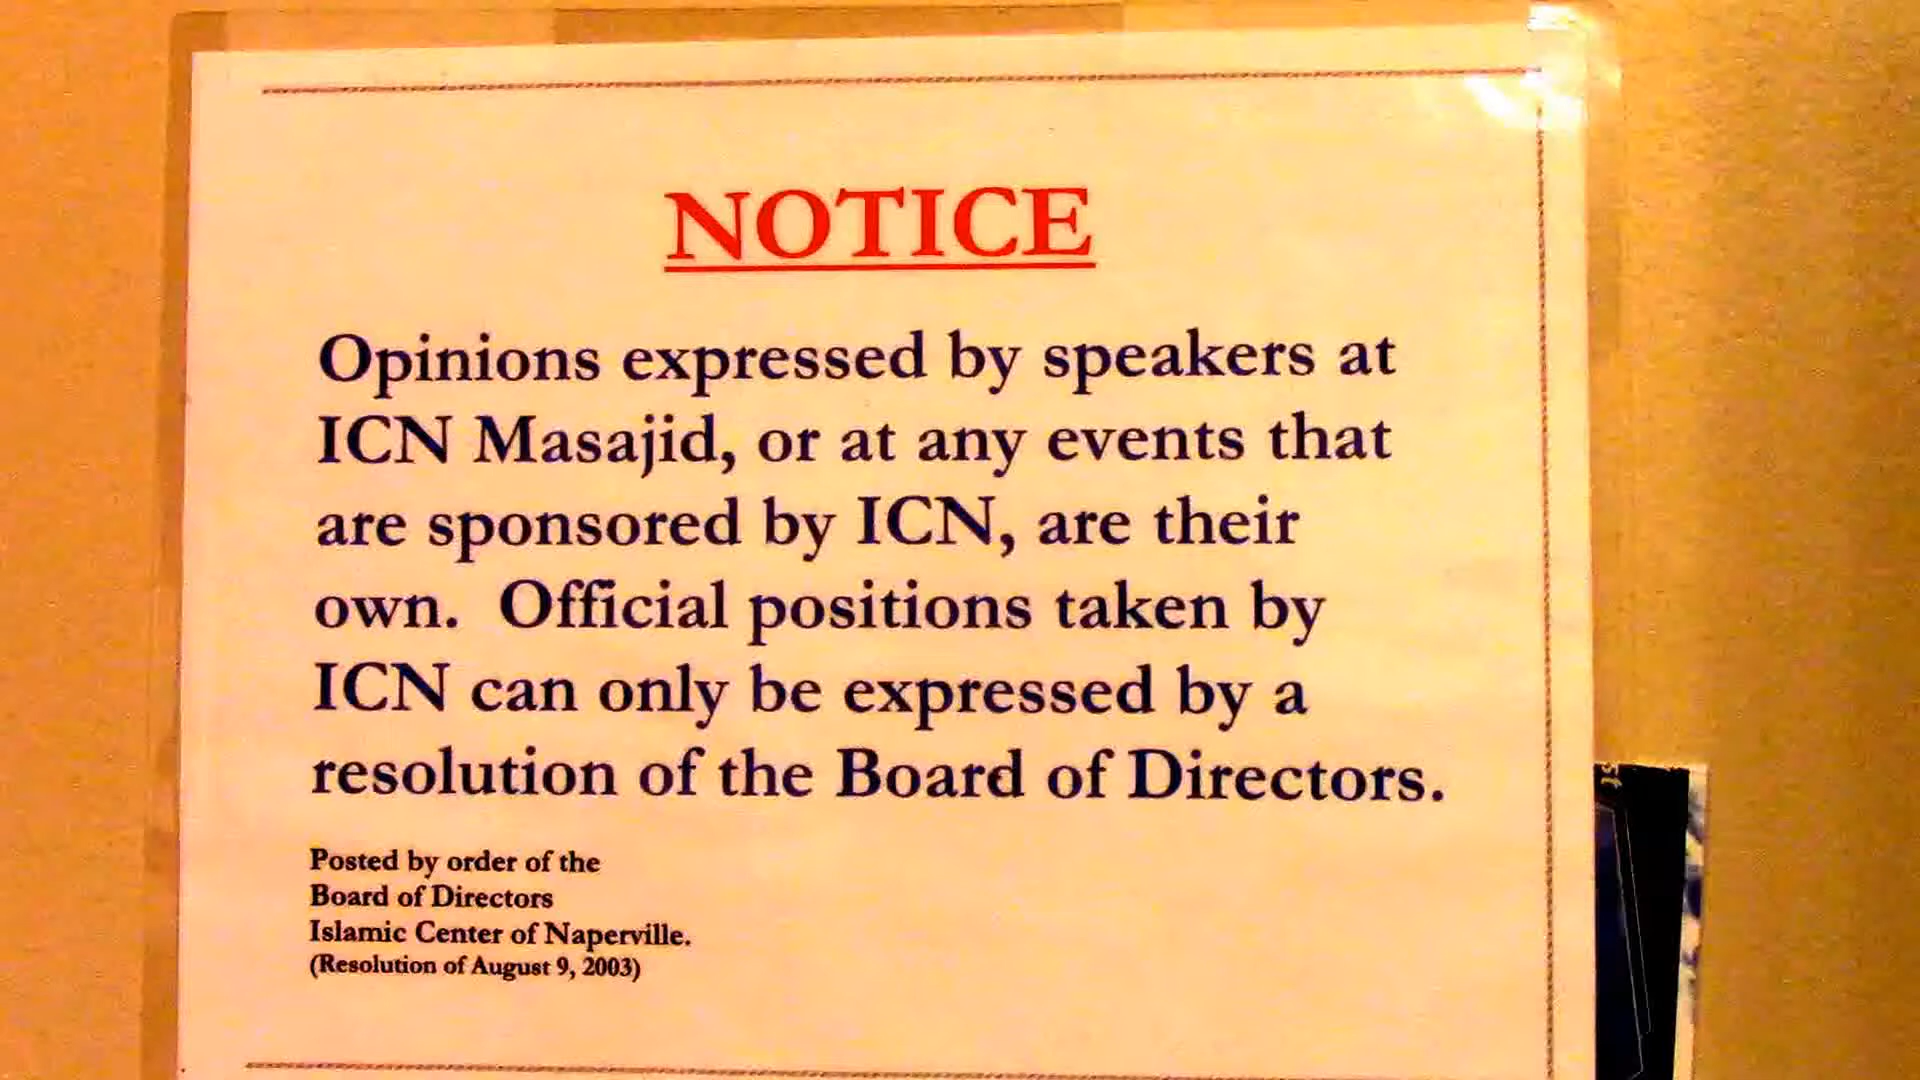 NOTICE
Opinions expressed by speakers at
ICN Masajid, or at any events that
are sponsored by ICN, are their
own. Official positions taken by
ICN can only be expressed by a
resolution of the Board of Directors.
Posted by order of the
Board of Directors
Islamic Center of Naperville.
(Resolution of August 9, 2003)